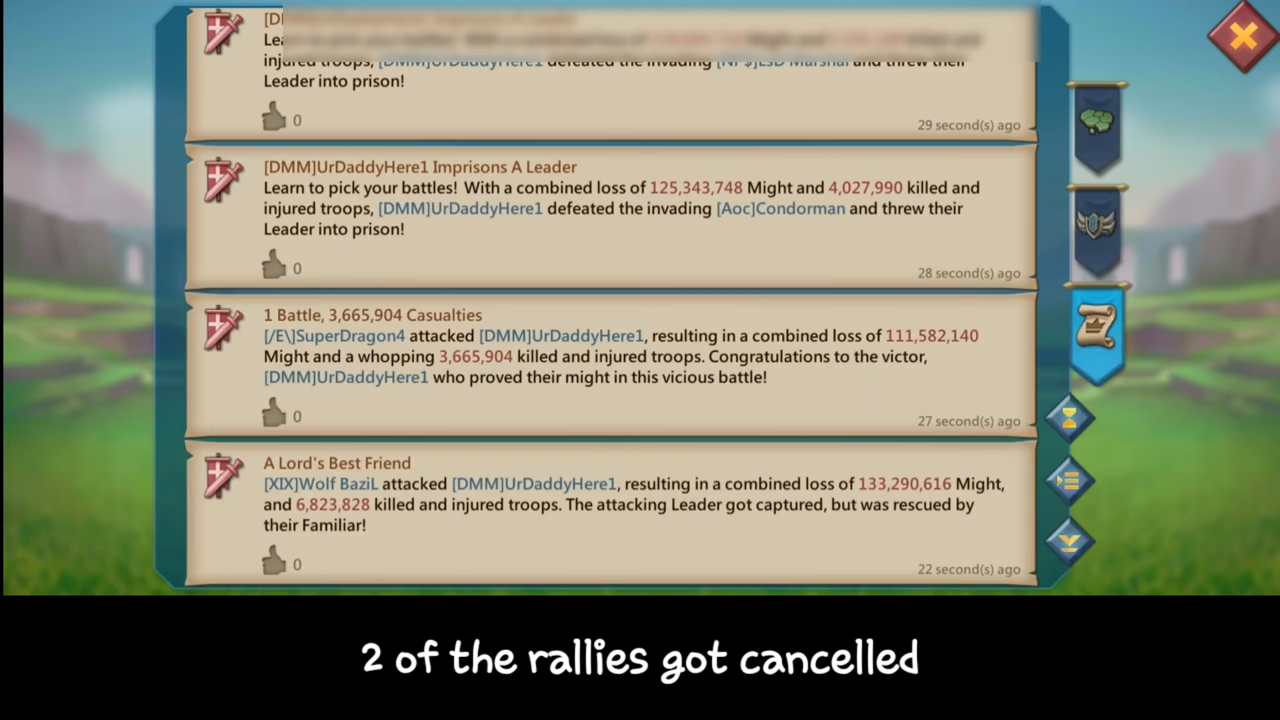 [D
Lea
injured troops, [DMM]UrDaddyHere1 defeated the invading [NF$]LsD Marshal and threw their
Leader into prison!
0
29 second(s) ago
[DMM]UrDaddyHere1 Imprisons A Leader
Learn to pick your battles! With a combined loss of 125,343,748 Might and 4,027,990 killed and
injured troops, [DMM]UrDaddyHere1 defeated the invading [Aoc]Condorman and threw their
Leader into prison!
0
28 second(s) ago
1 Battle, 3,665,904 Casualties
[/E\]SuperDragon4 attacked [DMM]UrDaddyHere1, resulting in a combined loss of 111,582,140
Might and a whopping 3,665,904 killed and injured troops. Congratulations to the victor,
[DMM]UrDaddyHere1 who proved their might in this vicious battle!
0
27 second(s) ago
A Lord's Best Friend
[XIX]Wolf BaziL attacked [DMM]UrDaddyHere1, resulting in a combined loss of 133,290,616 Might,
and 6,823,828 killed and injured troops. The attacking Leader got captured, but was rescued by
their Familiar!
0
22 second(s) ago
2 of the rallies got cancelled